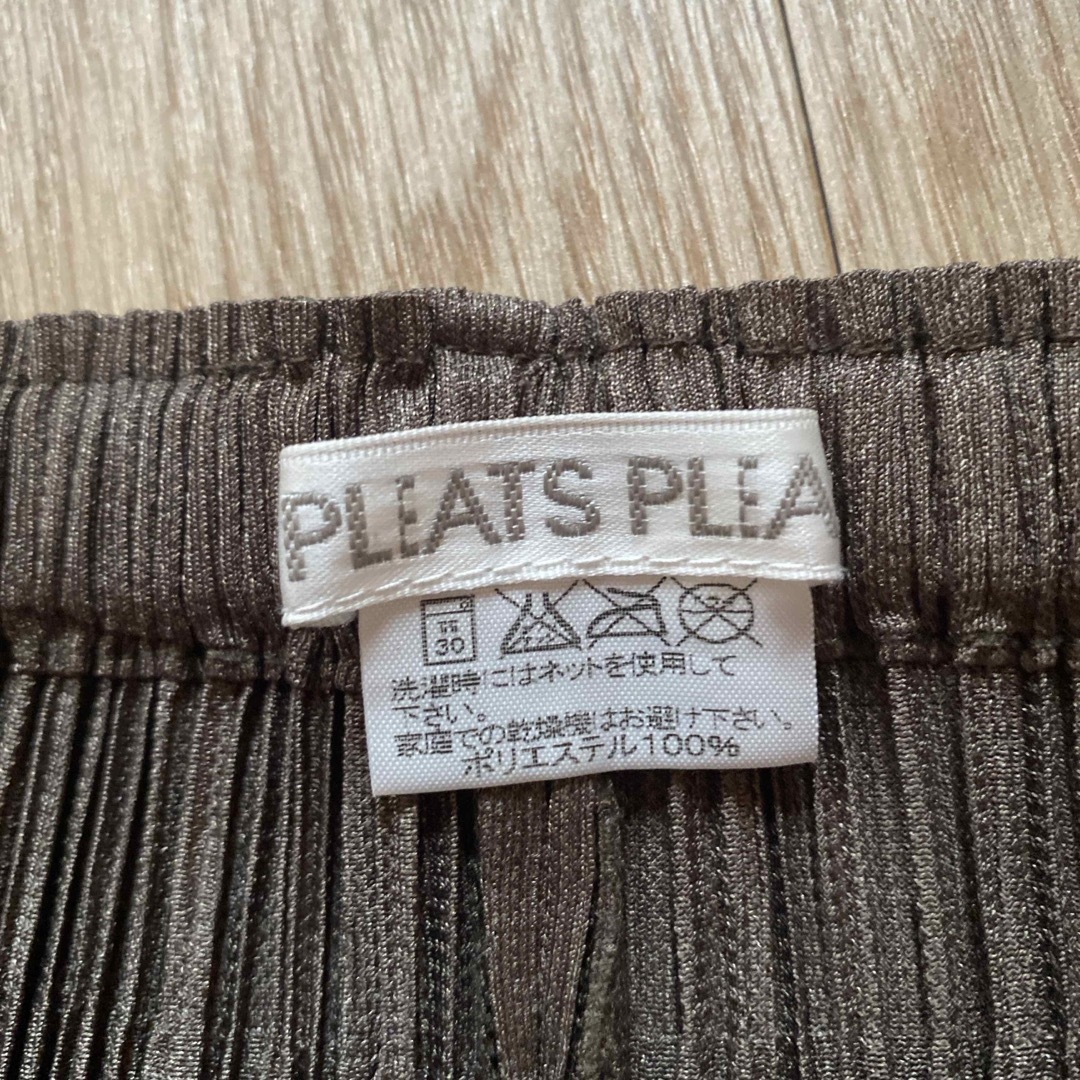 PLEATS PLEA
弱
30
洗濯時にはネットを使用して
下さい。
家庭での乾燥機はお避け下さい。
ポリエステル100%